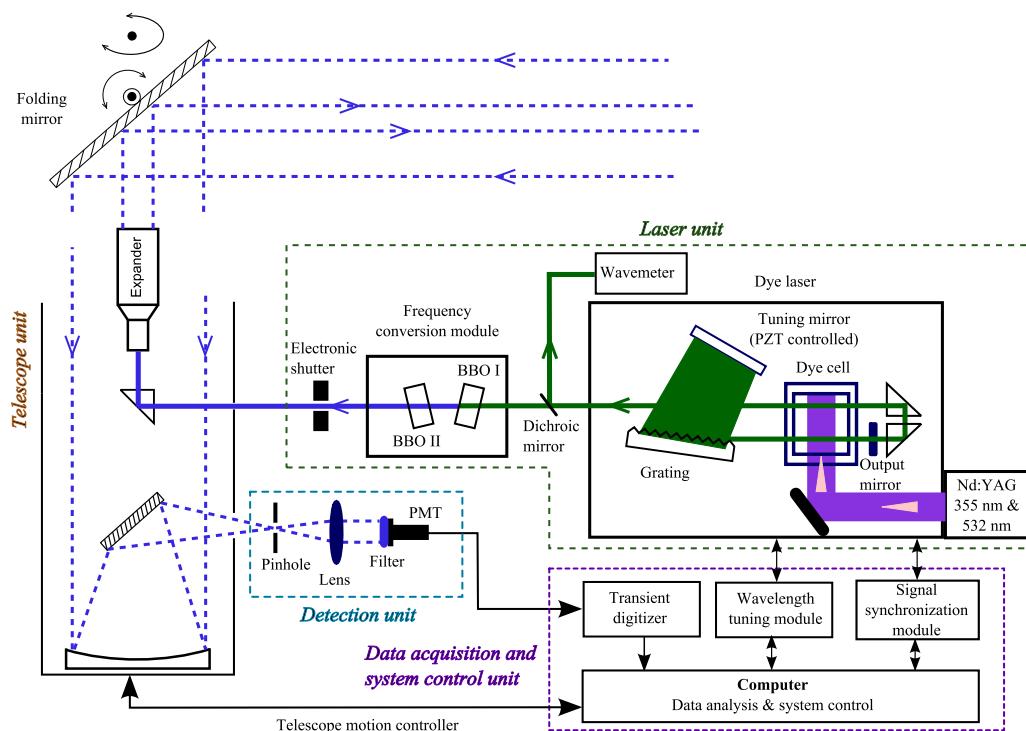 Folding
mirror
Expander
Telescope unit
Laser unit
Wavemeter
Dye laser
Frequency
conversion module
Electronic
shutter
BBO I
BBO II
Dichroic
mirror
Tuning mirror
(PZT controlled)
Dye cell
Grating
Output
mirror
Nd:YAG
355 nm &
532 nm
PMT
Pinhole
Lens
Filter
Detection unit
Transient
digitizer
Wavelength
tuning module
Signal
synchronization
module
Data acquisition and
system control unit
Computer
Data analysis & system control
Telescope motion controller